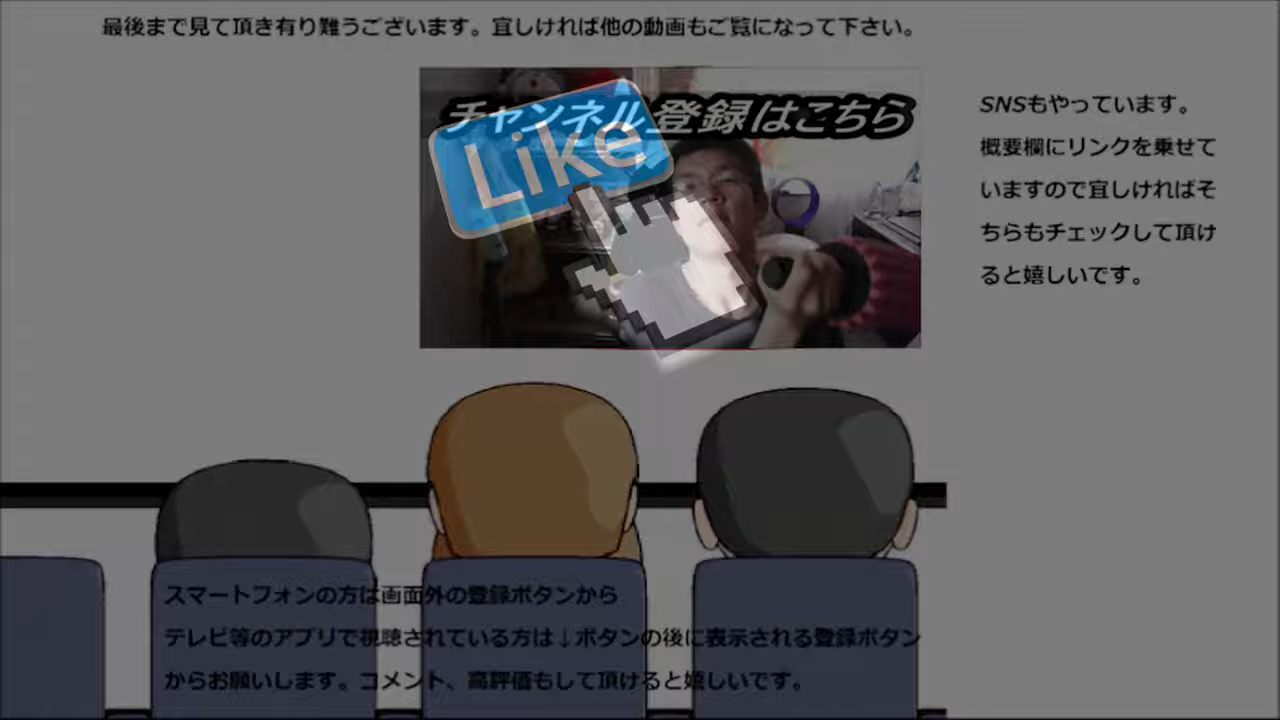 最後まで見て頂き有り難うございます。宜しければ他の動画もご覧になって下さい。
チャンネル登録はこちら
Like
SNSもやっています。
概要欄にリンクを乗せて
いますので宜しければそ
ちらもチェックして頂け
ると嬉しいです。
スマートフォンの方は画面外の登録ボタンから
テレビ等のアプリで視聴されている方は↓ボタンの後に表示される登録ボタン
からお願いします。コメント、高評価もして頂けると嬉しいです。